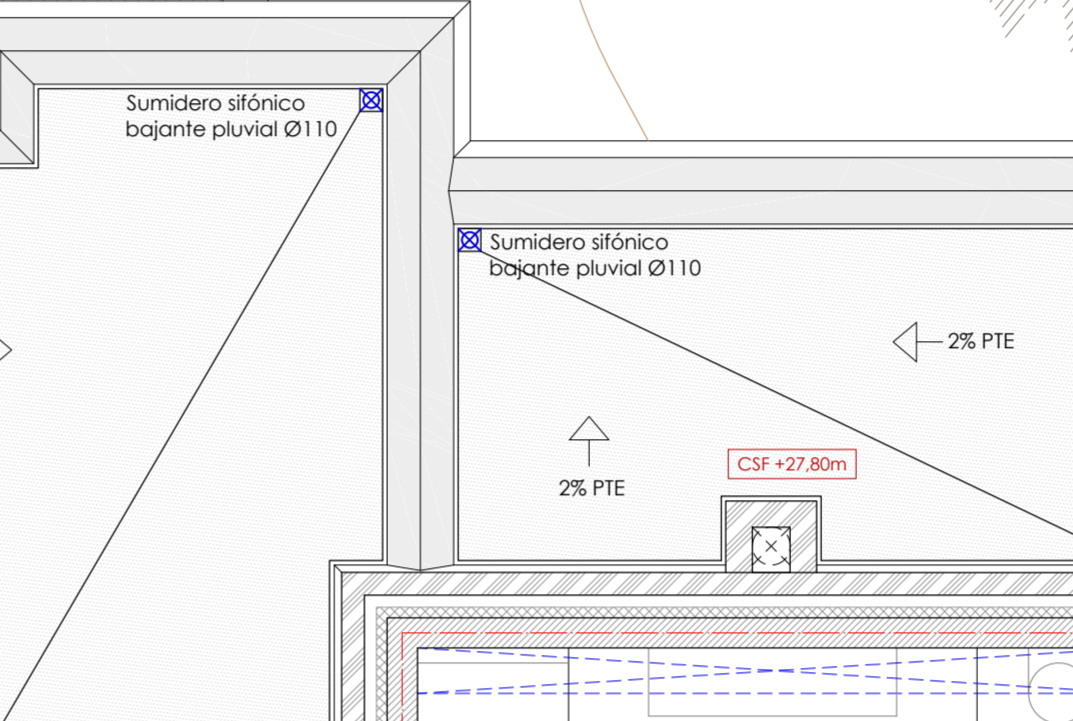 Sumidero sifónico
bajante pluvial Ø110
Sumidero sifónico
bajante pluvial Ø110
2% PTE
2% PTE
CSF +27,80m